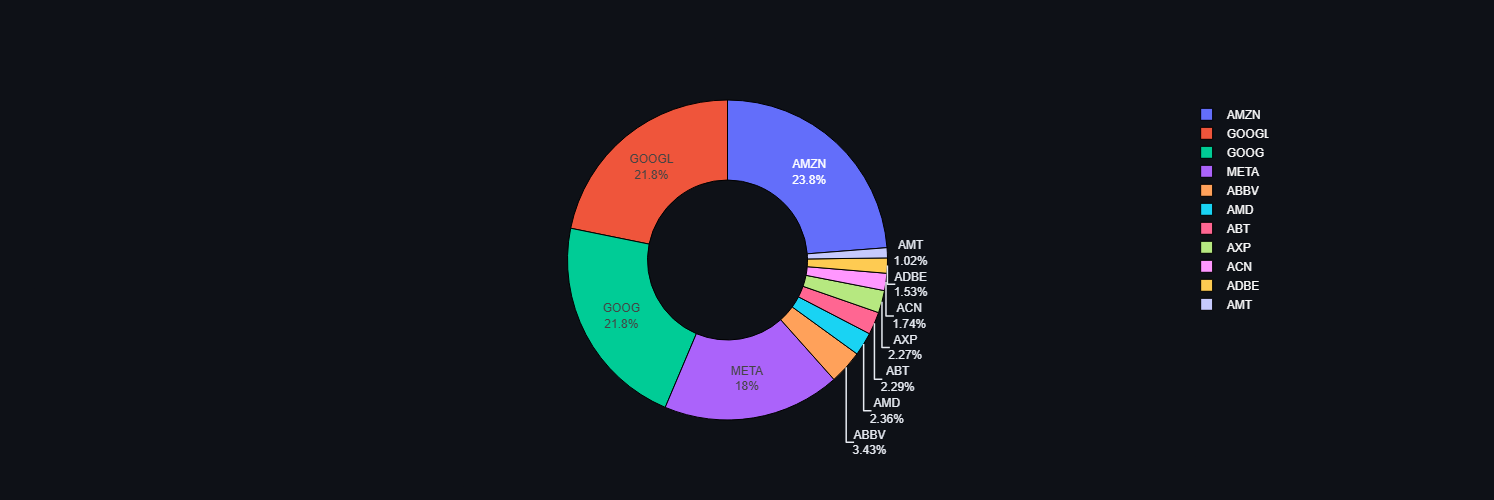 GOOGL
21.8%
AMZN
23.8%
GOOG
21.8%
META
18%
AMT
1.02%
ADBE
1.53%
ACN
1.74%
AXP
2.27%
ABT
2.29%
AMD
2.36%
ABBV
3.43%
AMZN
GOOGL
GOOG
META
ABBV
AMD
ABT
AXP
ACN
ADBE
AMT